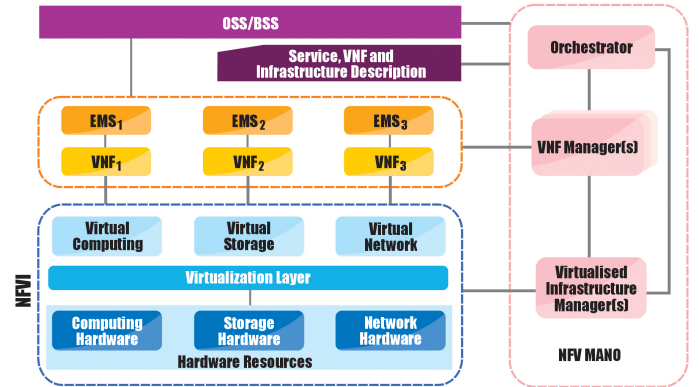 OSS/BSS
Service, VNF and
Infrastructure Description
Orchestrator
EMS1
EMS2
EMS3
VNF1
VNF2
VNF3
VNF Manager(s)
Virtual
Computing
Virtual
Storage
Virtual
Network
Virtualization Layer
Virtualised
Infrastructure
Manager(s)
NFVI
Computing
Hardware
Storage
Hardware
Network
Hardware
Hardware Resources
NFV MANO